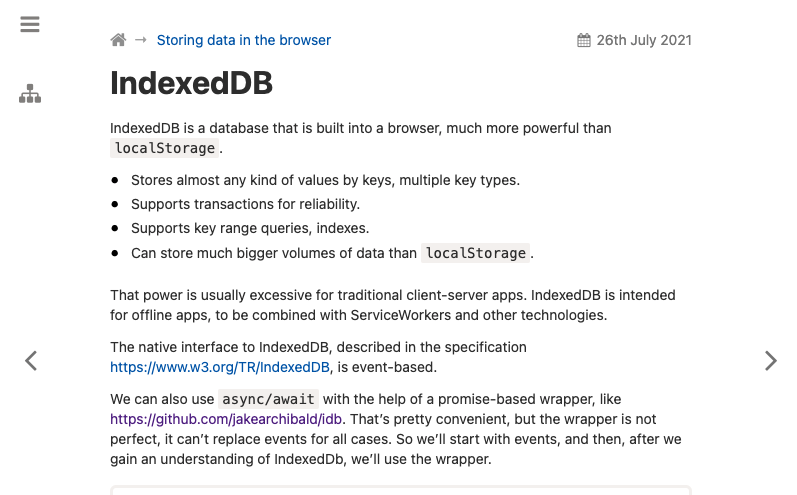 → Storing data in the browser 26th July 2021
IndexedDB
IndexedDB is a database that is built into a browser, much more powerful than
localStorage.
• Stores almost any kind of values by keys, multiple key types.
• Supports transactions for reliability.
• Supports key range queries, indexes.
• Can store much bigger volumes of data than localStorage.
That power is usually excessive for traditional client-server apps. IndexedDB is intended
for offline apps, to be combined with ServiceWorkers and other technologies.
The native interface to IndexedDB, described in the specification
https://www.w3.org/TR/IndexedDB, is event-based.
We can also use async/await with the help of a promise-based wrapper, like
https://github.com/jakearchibald/idb. That’s pretty convenient, but the wrapper is not
perfect, it can’t replace events for all cases. So we’ll start with events, and then, after we
gain an understanding of IndexedDb, we’ll use the wrapper.